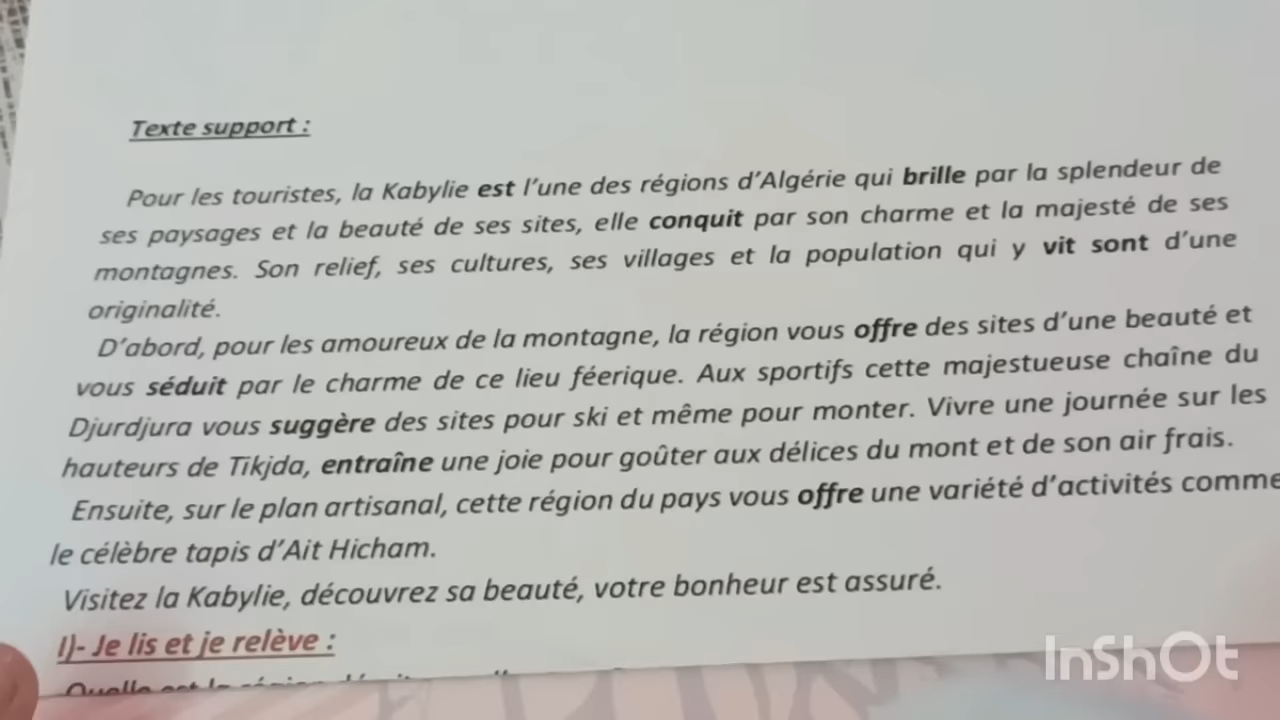 Texte support :
Pour les touristes, la Kabylie est l'une des régions d'Algérie qui brille par la splendeur de
ses paysages et la beauté de ses sites, elle conquit par son charme et la majesté de ses
montagnes. Son relief, ses cultures, ses villages et la population qui y vit sont d'une
originalité.
D'abord, pour les amoureux de la montagne, la région vous offre des sites d'une beauté et
vous séduit par le charme de ce lieu féerique. Aux sportifs cette majestueuse chaîne du
Djurdjura vous suggère des sites pour ski et même pour monter. Vivre une journée sur les
hauteurs de Tikjda, entraîne une joie pour goûter aux délices du mont et de son air frais.
Ensuite, sur le plan artisanal, cette région du pays vous offre une variété d'activités comme
le célèbre tapis d'Ait Hicham.
Visitez la Kabylie, découvrez sa beauté, votre bonheur est assuré.
I)- Je lis et je relève :
Quelle est la région
InShOt